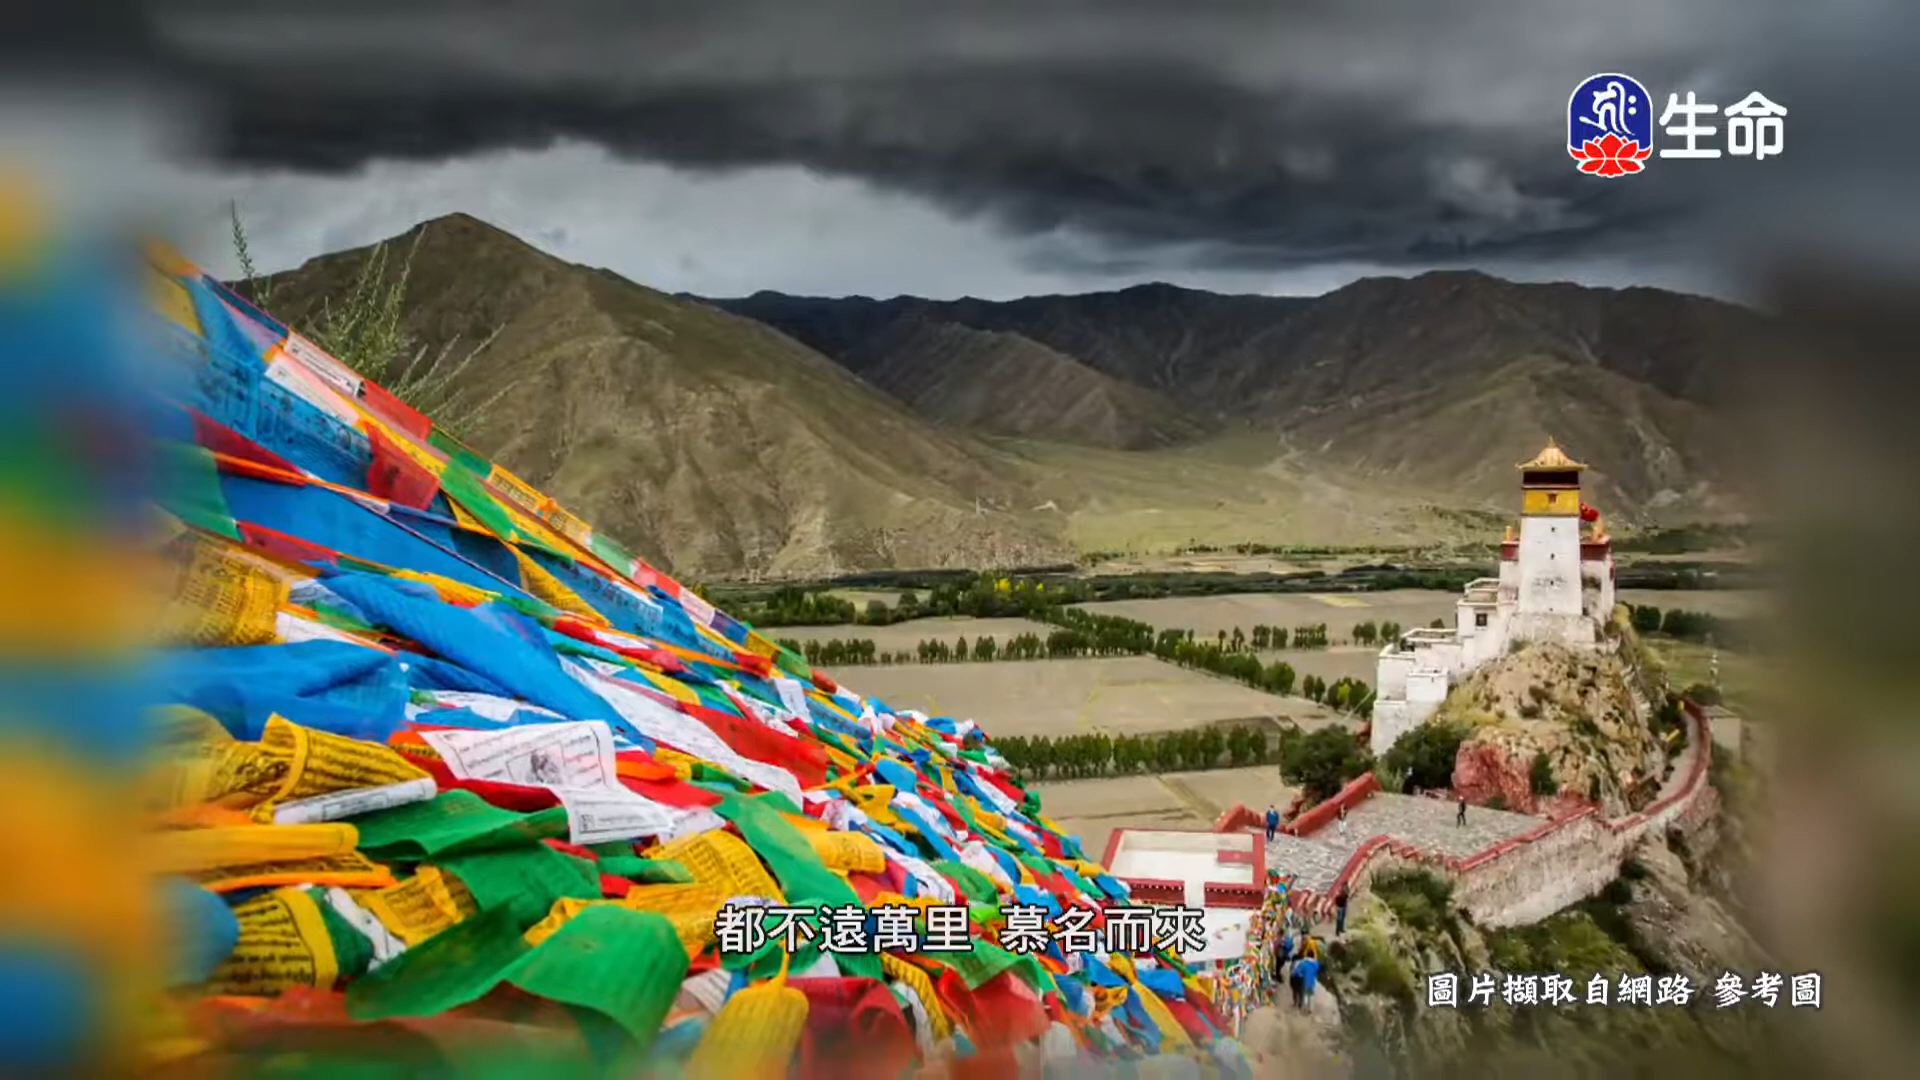 生命
都不遠萬里 慕名而來
圖片擷取自網路 參考圖